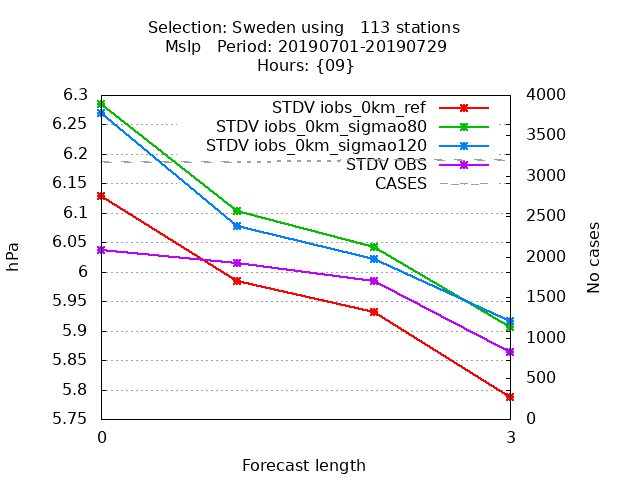 Selection: Sweden using   113 stations
Mslp   Period: 20190701-20190729
Hours: {09}
6.3
6.25
6.2
6.15
6.1
6.05
6
5.95
5.9
5.85
5.8
5.75
hPa
STDV iobs_0km_ref
STDV iobs_0km_sigmao80
STDV iobs_0km_sigmao120
STDV OBS
CASES
4000
3500
3000
2500
2000
1500
1000
500
0
No cases
0
3
Forecast length